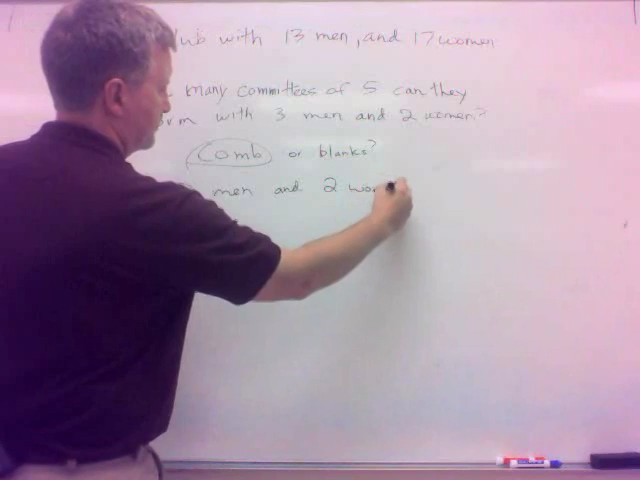 with 13 men, and 17 women
many committees of 5 can they
with 3 men and 2 women?
Comb or blanks?
men and 2 wo